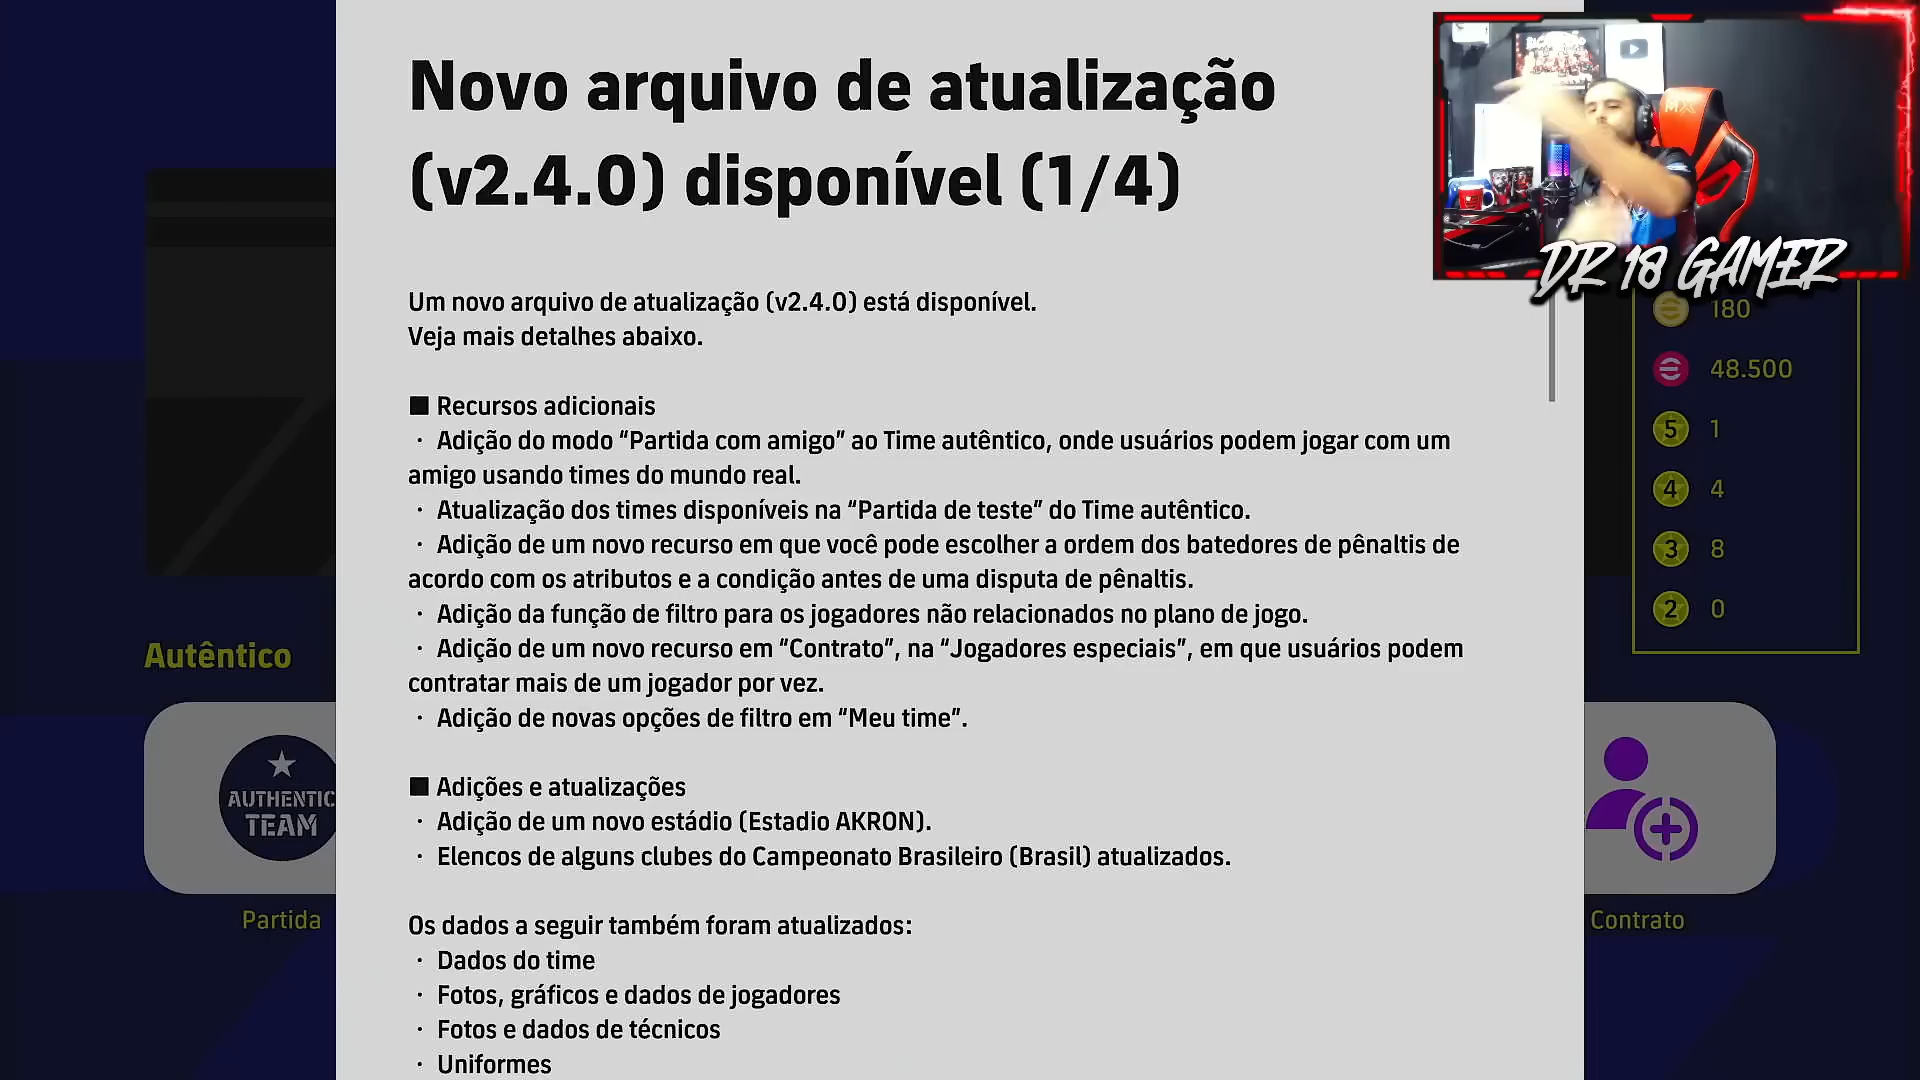 Novo arquivo de atualização
(v2.4.0) disponível (1/4)
Um novo arquivo de atualização (v2.4.0) está disponível.
Veja mais detalhes abaixo.
■ Recursos adicionais
・ Adição do modo “Partida com amigo” ao Time autêntico, onde usuários podem jogar com um
amigo usando times do mundo real.
・ Atualização dos times disponíveis na “Partida de teste” do Time autêntico.
・ Adição de um novo recurso em que você pode escolher a ordem dos batedores de pênaltis de
acordo com os atributos e a condição antes de uma disputa de pênaltis.
・ Adição da função de filtro para os jogadores não relacionados no plano de jogo.
・ Adição de um novo recurso em “Contrato”, na “Jogadores especiais”, em que usuários podem
contratar mais de um jogador por vez.
・ Adição de novas opções de filtro em “Meu time”.
■ Adições e atualizações
・ Adição de um novo estádio (Estadio AKRON).
・ Elencos de alguns clubes do Campeonato Brasileiro (Brasil) atualizados.
Os dados a seguir também foram atualizados:
・ Dados do time
・ Fotos, gráficos e dados de jogadores
・ Fotos e dados de técnicos
・ Uniformes
DR 18 GAMER
180
48.500
5 1
4 4
3 8
2 0
Autêntico
AUTHENTIC
TEAM
Partida
Contrato